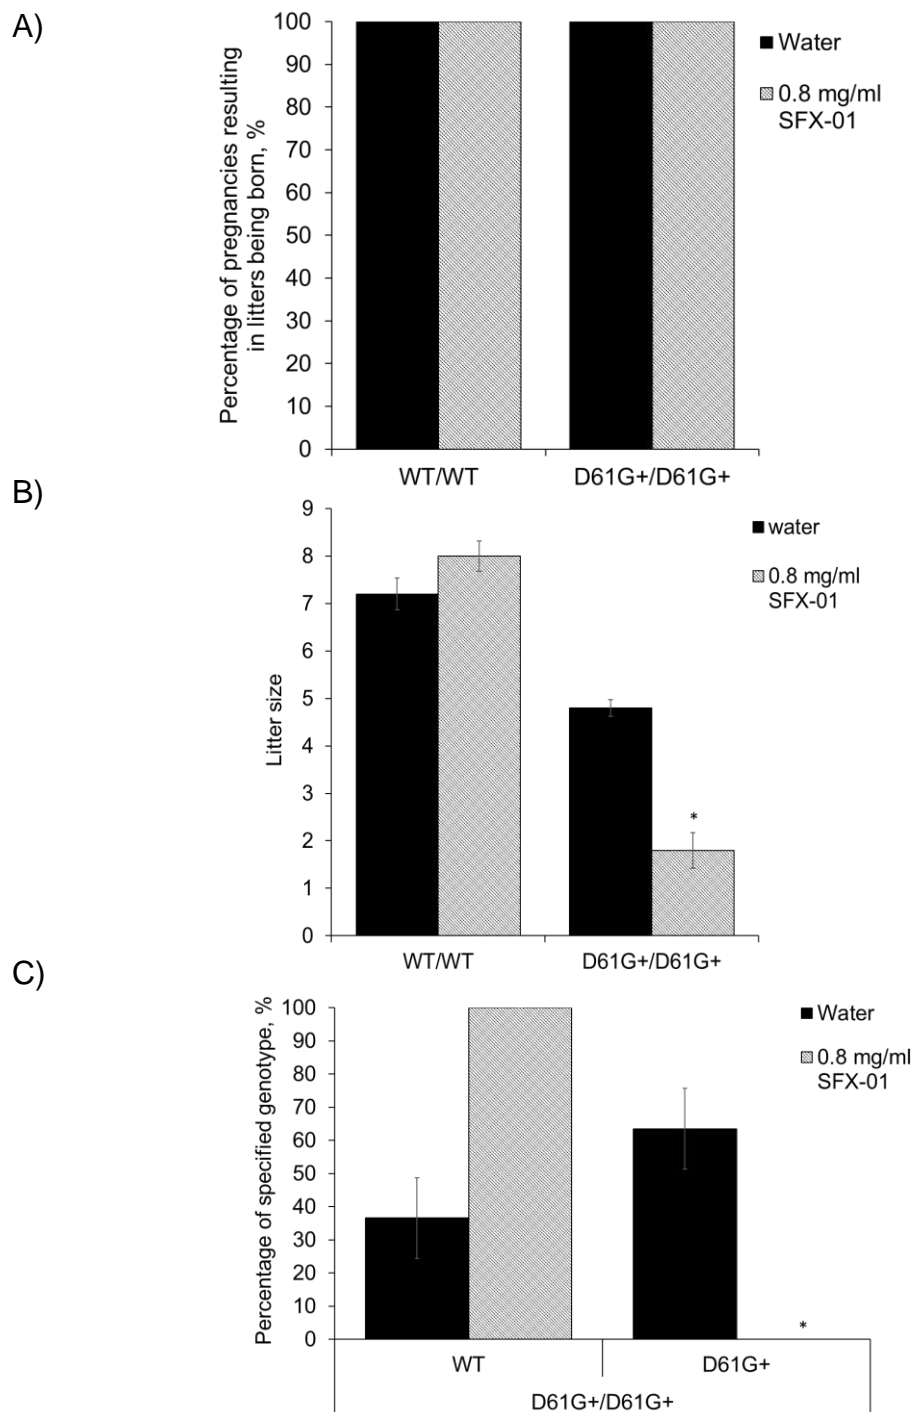 A)
Percentage of pregnancies resulting
in litters being born, %
100
90
80
70
60
50
40
30
20
10
0
WT/WT
D61G+/D61G+
Water
0.8 mg/ml
SFX-01
B)
Litter size
9
8
7
6
5
4
3
2
1
0
*
WT/WT
D61G+/D61G+
water
0.8 mg/ml
SFX-01
C)
Percentage of specified genotype, %
100
90
80
70
60
50
40
30
20
10
0
*
WT
D61G+
D61G+/D61G+
Water
0.8 mg/ml
SFX-01